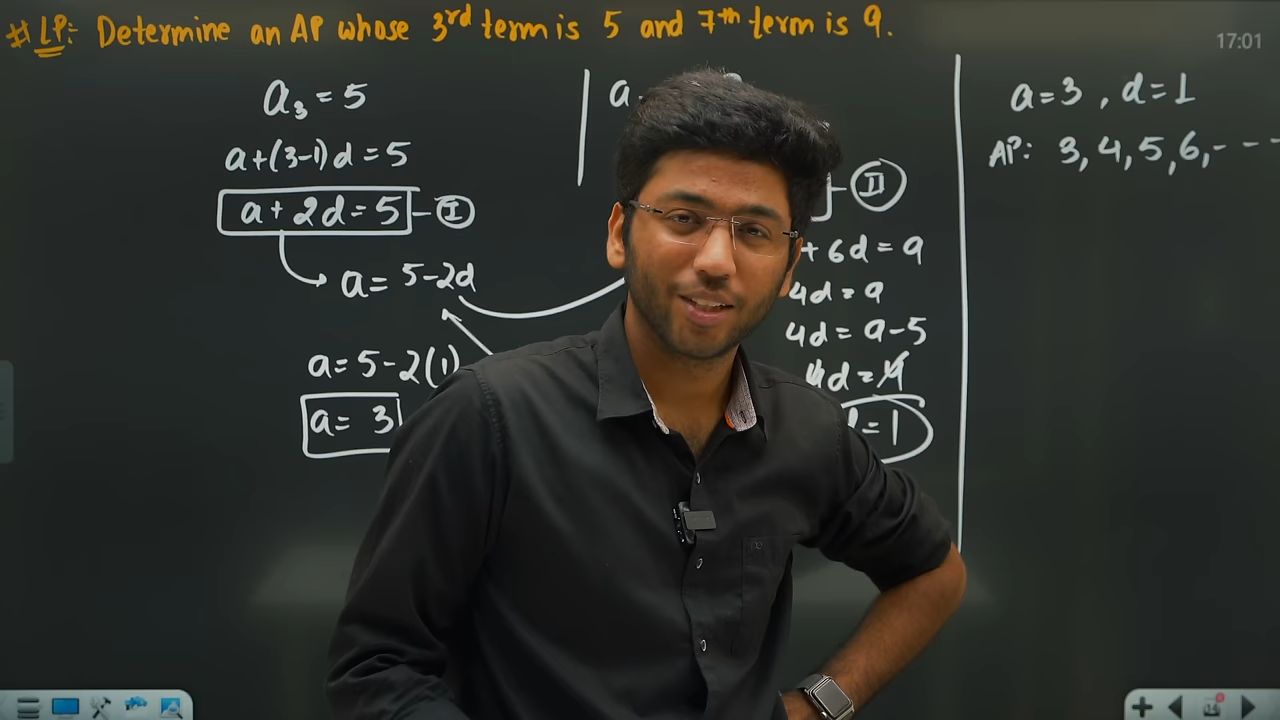 # LP: Determine an AP whose 3rd term is 5 and 7th term is 9.
17:01
a₃ = 5
a+(3-1)d = 5
a+2d=5 - I
a = 5-2d
a = 5-2(1)
a = 3
a
II
+ 6d = 9
4d = 9
4d = 9-5
4d = 4
= 1
a=3, d=1
AP: 3, 4, 5, 6, - - -